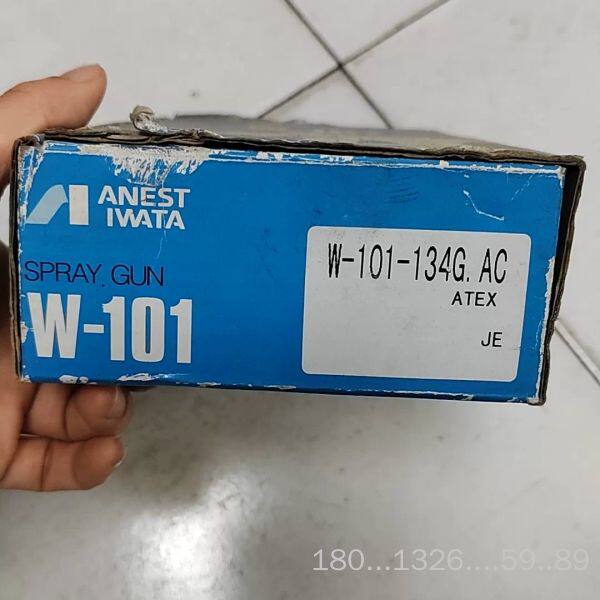 ANEST
IWATA
SPRAY. GUN
W-101
W-101-134G. AC
ATEX
JE
180...1326....59..89